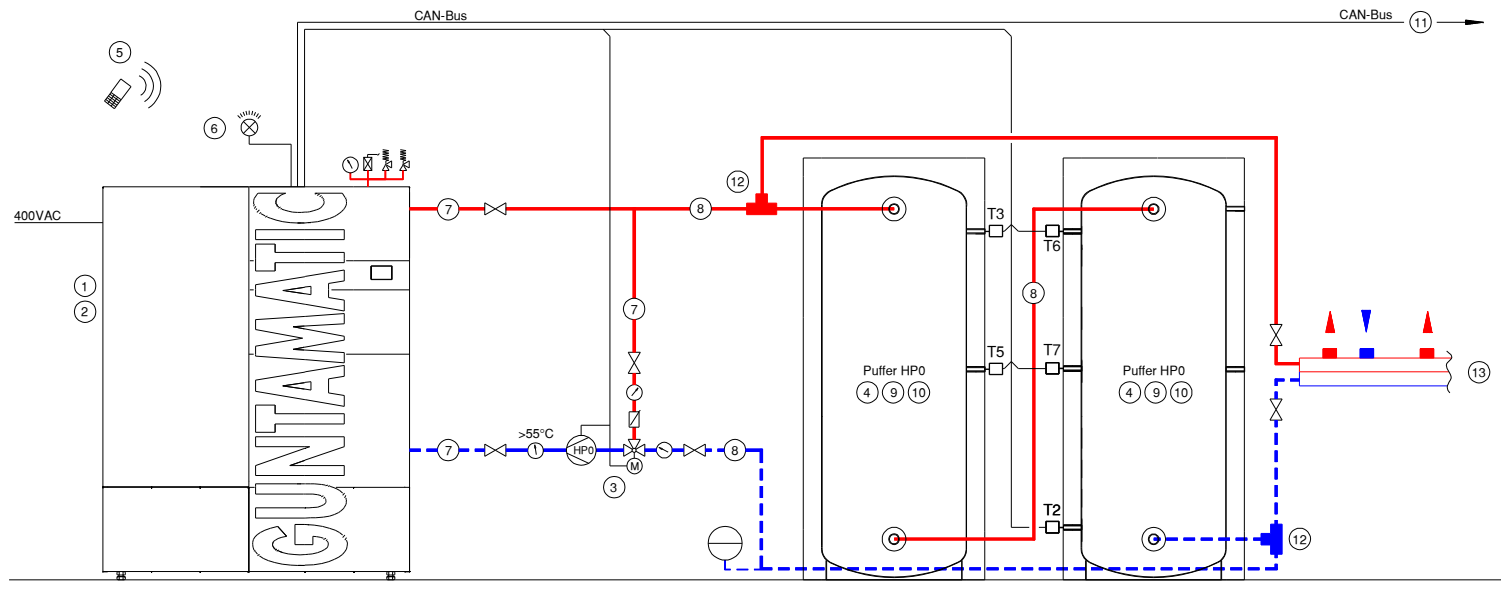 CAN-Bus
CAN-Bus
11
5
6
12
7
8
400VAC
GUNTAMATIC
T3
T6
1
2
7
8
T5
T7
Puffer HP0
4 9 10
Puffer HP0
4 9 10
13
>55°C
7
HP0
8
M
3
T2
12